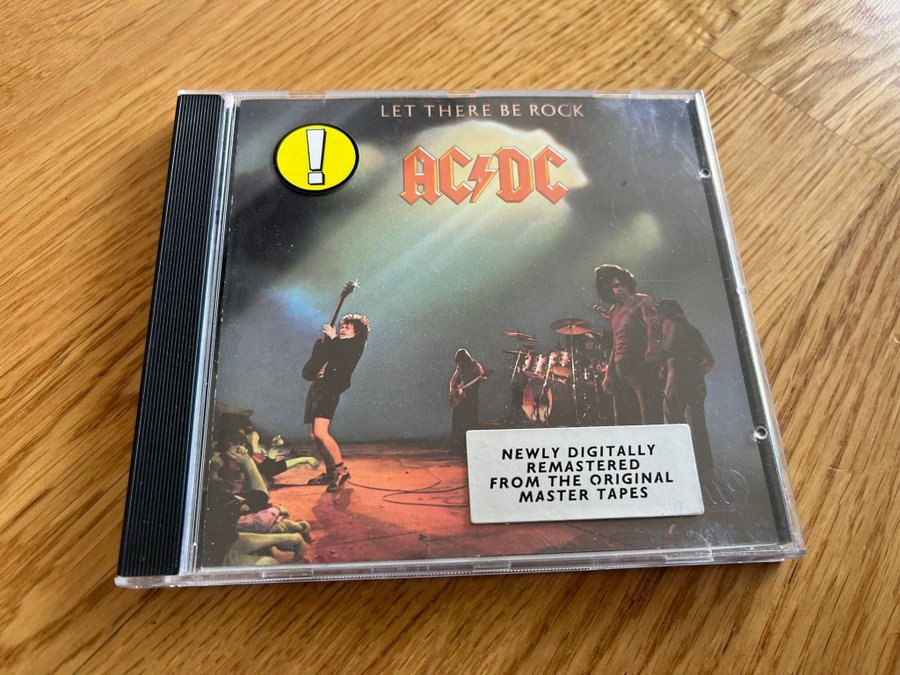 LET THERE BE ROCK
!
AC⚡DC
NEWLY DIGITALLY
REMASTERED
FROM THE ORIGINAL
MASTER TAPES